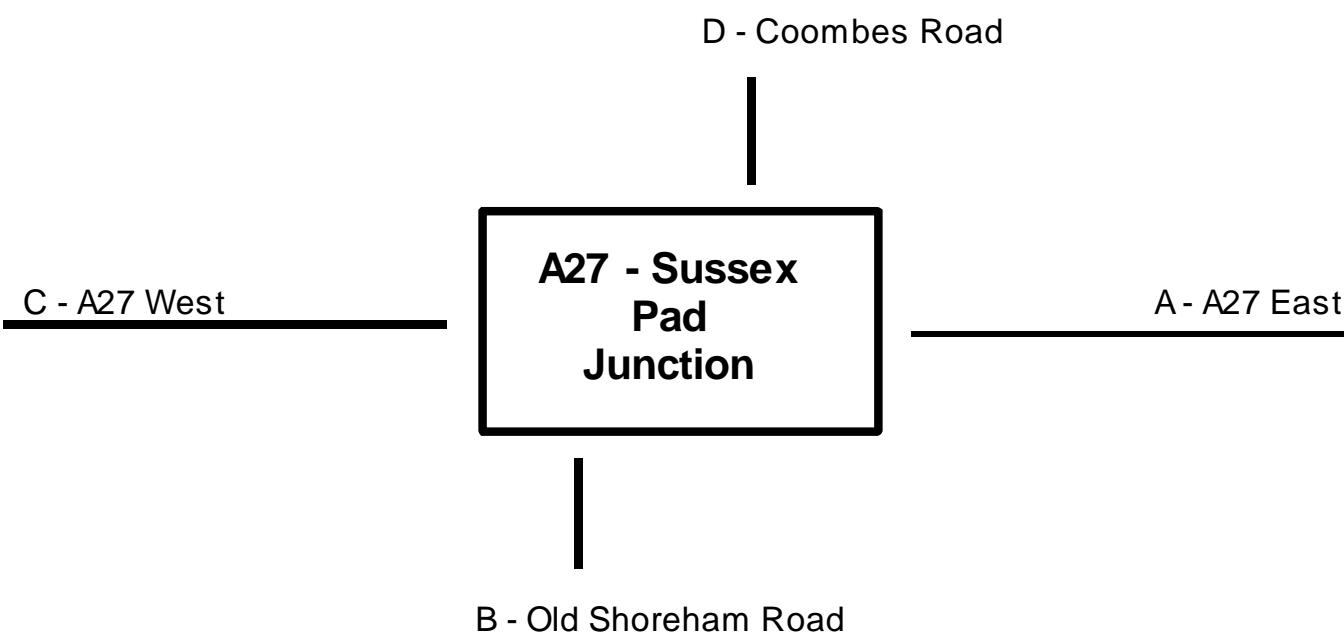 D - Coombes Road
A27 - Sussex
Pad
Junction
C - A27 West
A - A27 East
B - Old Shoreham Road